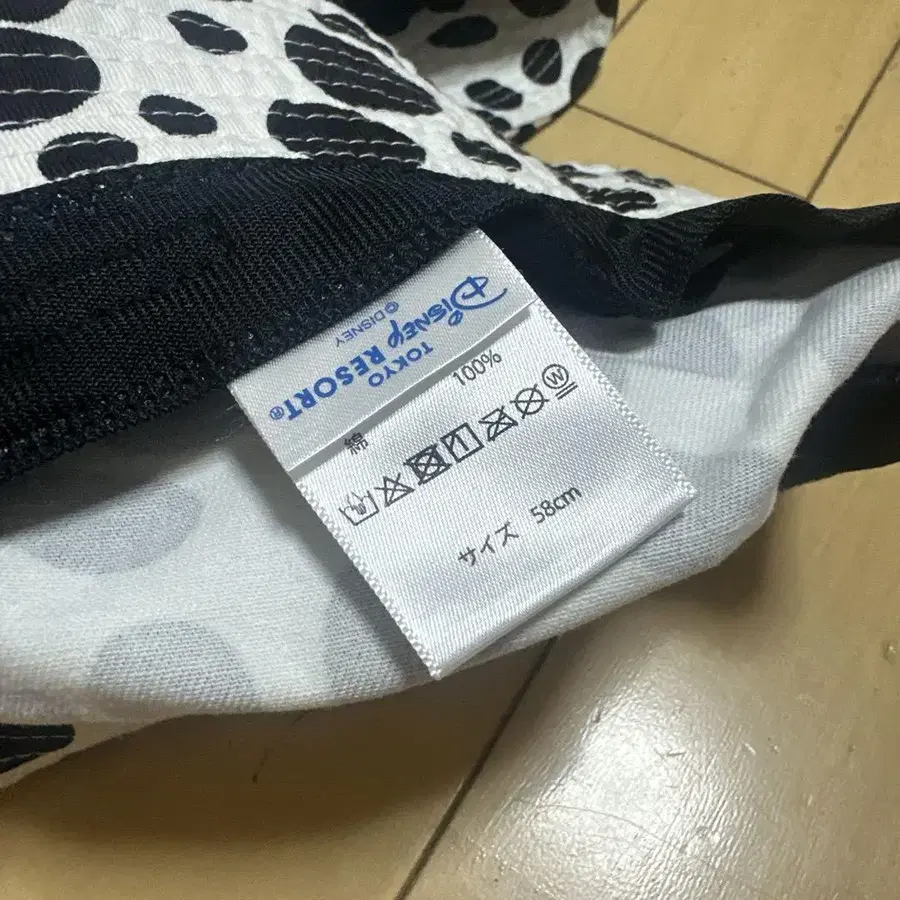 Disney
TOKYO
RESORT®
© DISNEY
綿 100%
サイズ 58cm